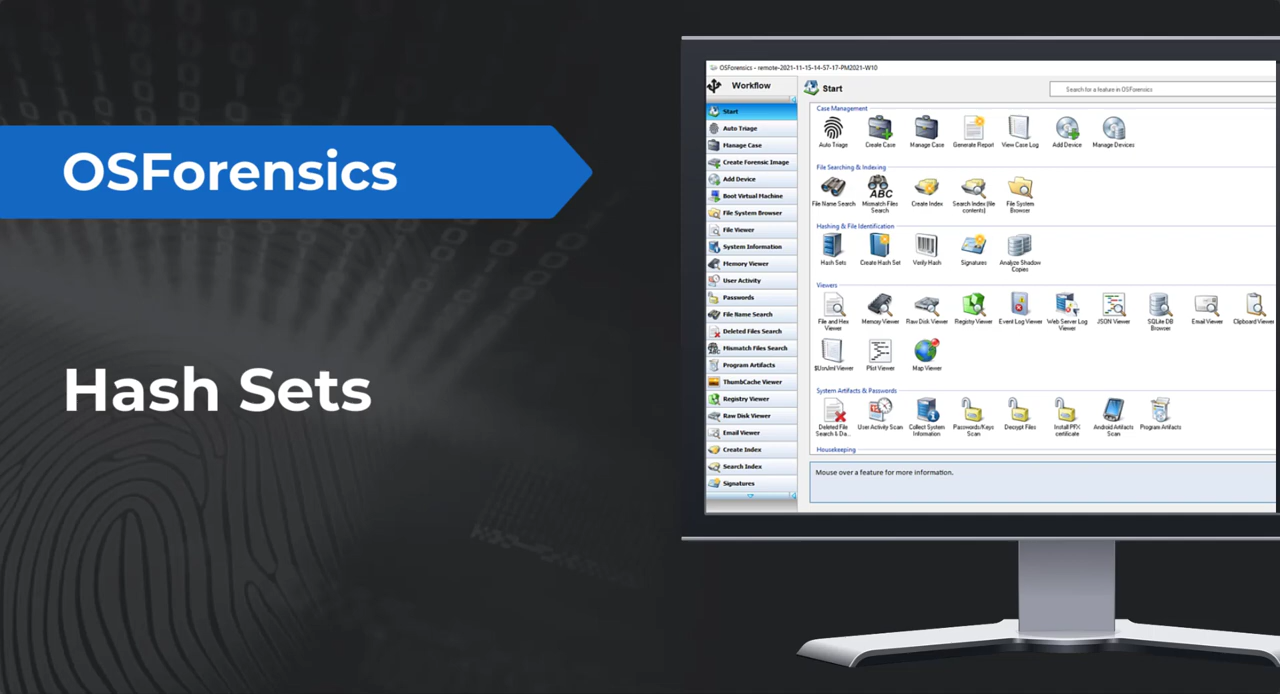 OSForensics
Hash Sets
OSForensics - remote-2021-11-15-14-57-17-PM2021-W10
Workflow
Start
Auto Triage
Manage Case
Create Forensic Image
Add Device
Boot Virtual Machine
File System Browser
File Viewer
System Information
Memory Viewer
User Activity
Passwords
File Name Search
Deleted Files Search
Mismatch Files Search
Program Artifacts
ThumbCache Viewer
Registry Viewer
Raw Disk Viewer
Email Viewer
Create Index
Search Index
Signatures
Start
Search for a feature in OSForensics
Case Management
Auto Triage
Create Case
Manage Case
Generate Report
View Case Log
Add Device
Manage Devices
File Searching & Indexing
File Name Search
ABC
Mismatch Files
Search
Create Index
Search Index (file
contents)
File System
Browser
Hashing & File Identification
Hash Sets
Create Hash Set
Verify Hash
Signatures
Analyze Shadow
Copies
Viewers
File and Hex
Viewer
Memory Viewer
Raw Disk Viewer
Registry Viewer
Event Log Viewer
Web Server Log
Viewer
JSON Viewer
SQLite DB
Browser
Email Viewer
Clipboard Viewer
$UsnJrnl Viewer
Plist Viewer
Map Viewer
System Artifacts & Passwords
Deleted File
Search & Da...
User Activity Scan
Collect System
Information
Passwords/Keys
Scan
Decrypt Files
Install PFX
certificate
Android Artifacts
Scan
Program Artifacts
Housekeeping
Mouse over a feature for more information.